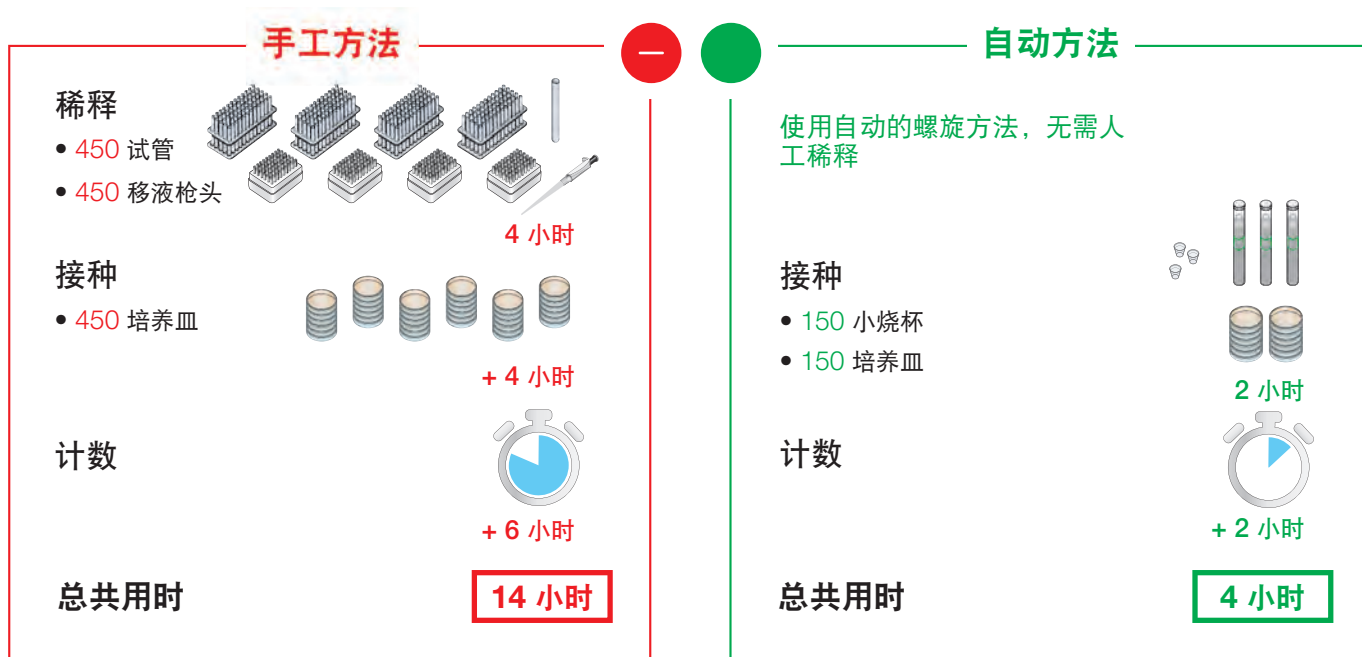 手工方法
稀释
• 450 试管
• 450 移液枪头
4 小时
接种
• 450 培养皿
+ 4 小时
计数
+ 6 小时
总共用时
14 小时
自动方法
使用自动的螺旋方法，无需人
工稀释
接种
• 150 小烧杯
• 150 培养皿
2 小时
计数
+ 2 小时
总共用时
4 小时